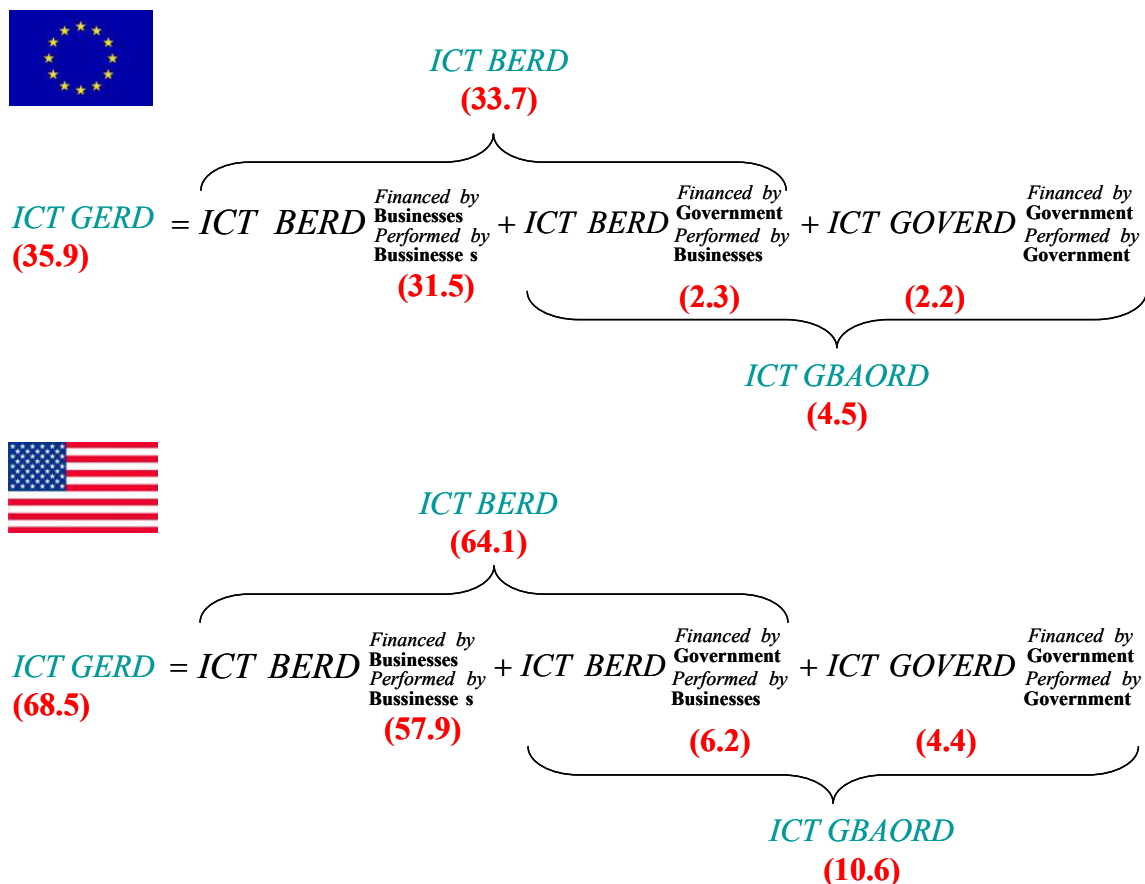 ICT BERD
(33.7)
ICT GERD = ICT BERD Financed by Businesses Performed by Bussinesse s + ICT BERD Financed by Government Performed by Businesses + ICT GOVERD Financed by Government Performed by Government
(35.9)
(31.5) (2.3) (2.2)
ICT GBAORD
(4.5)
ICT BERD
(64.1)
ICT GERD = ICT BERD Financed by Businesses Performed by Bussinesse s + ICT BERD Financed by Government Performed by Businesses + ICT GOVERD Financed by Government Performed by Government
(68.5)
(57.9) (6.2) (4.4)
ICT GBAORD
(10.6)